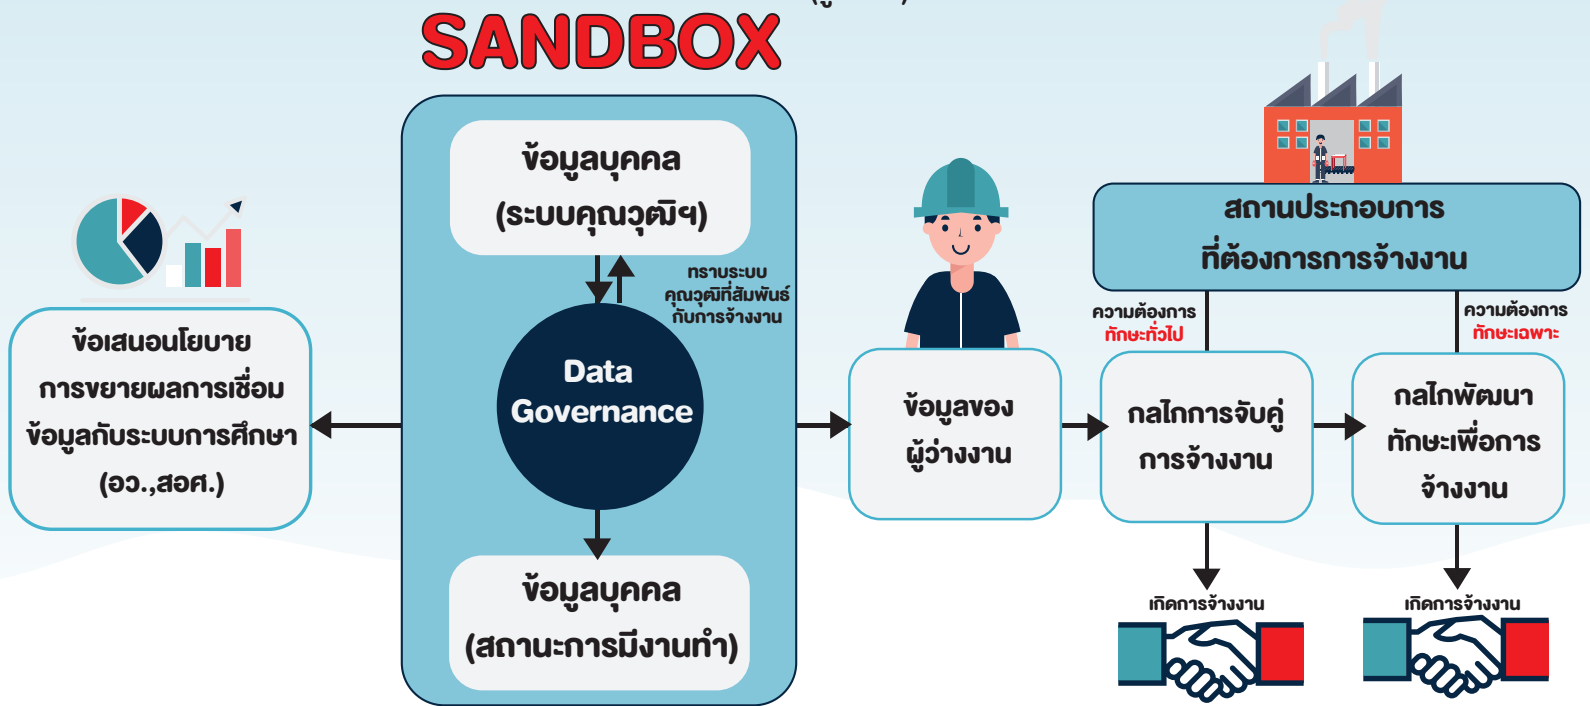 SANDBOX
ข้อมูลบุคคล
(ระบบคุณวุฒิฯ)
ทราบระบบ
คุณวุฒิที่สัมพันธ์
กับการจ้างงาน
Data
Governance
ข้อมูลบุคคล
(สถานะการมีงานทำ)
ข้อเสนอนโยบาย
การขยายผลการเชื่อม
ข้อมูลกับระบบการศึกษา
(อว.,สอศ.)
ข้อมูลของ
ผู้ว่างงาน
สถานประกอบการ
ที่ต้องการการจ้างงาน
ความต้องการ
ทักษะทั่วไป
ความต้องการ
ทักษะเฉพาะ
กลไกการจับคู่
การจ้างงาน
กลไกพัฒนา
ทักษะเพื่อการ
จ้างงาน
เกิดการจ้างงาน
เกิดการจ้างงาน